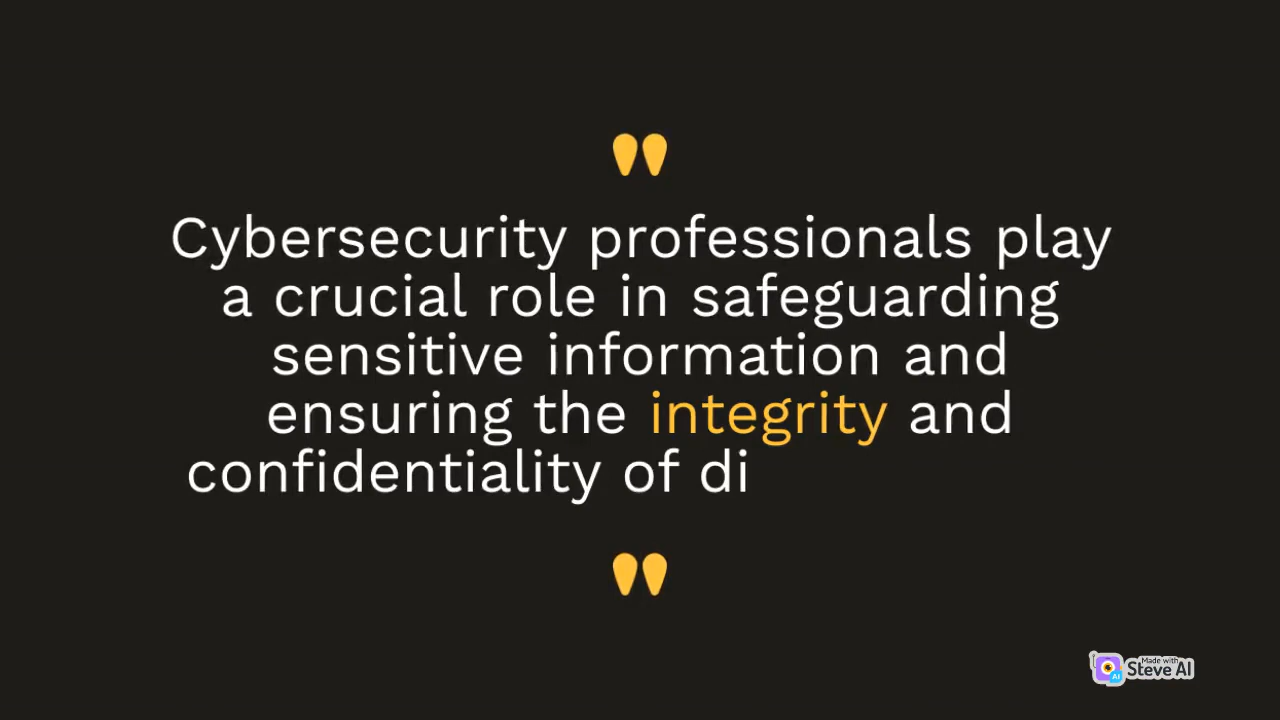 "
Cybersecurity professionals play
a crucial role in safeguarding
sensitive information and
ensuring the integrity and
confidentiality of di
"
Made with
Steve AI